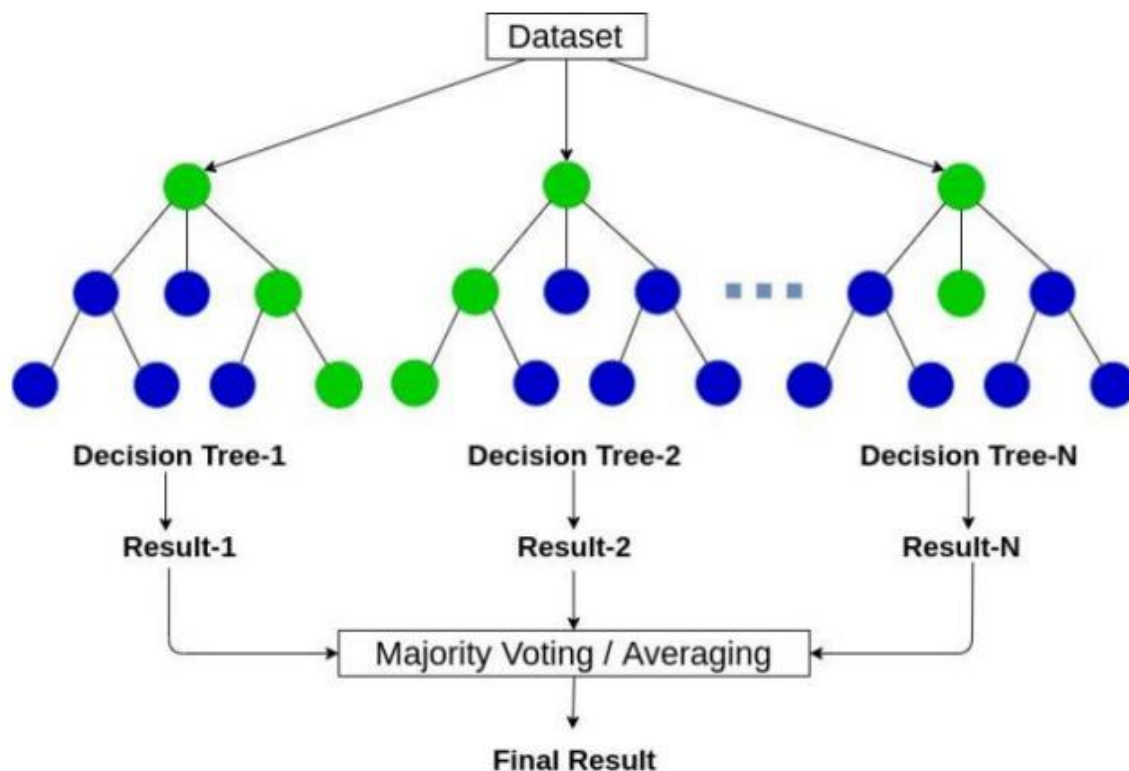 Dataset
Decision Tree-1 Decision Tree-2 Decision Tree-N
Result-1 Result-2 Result-N
Majority Voting / Averaging
Final Result